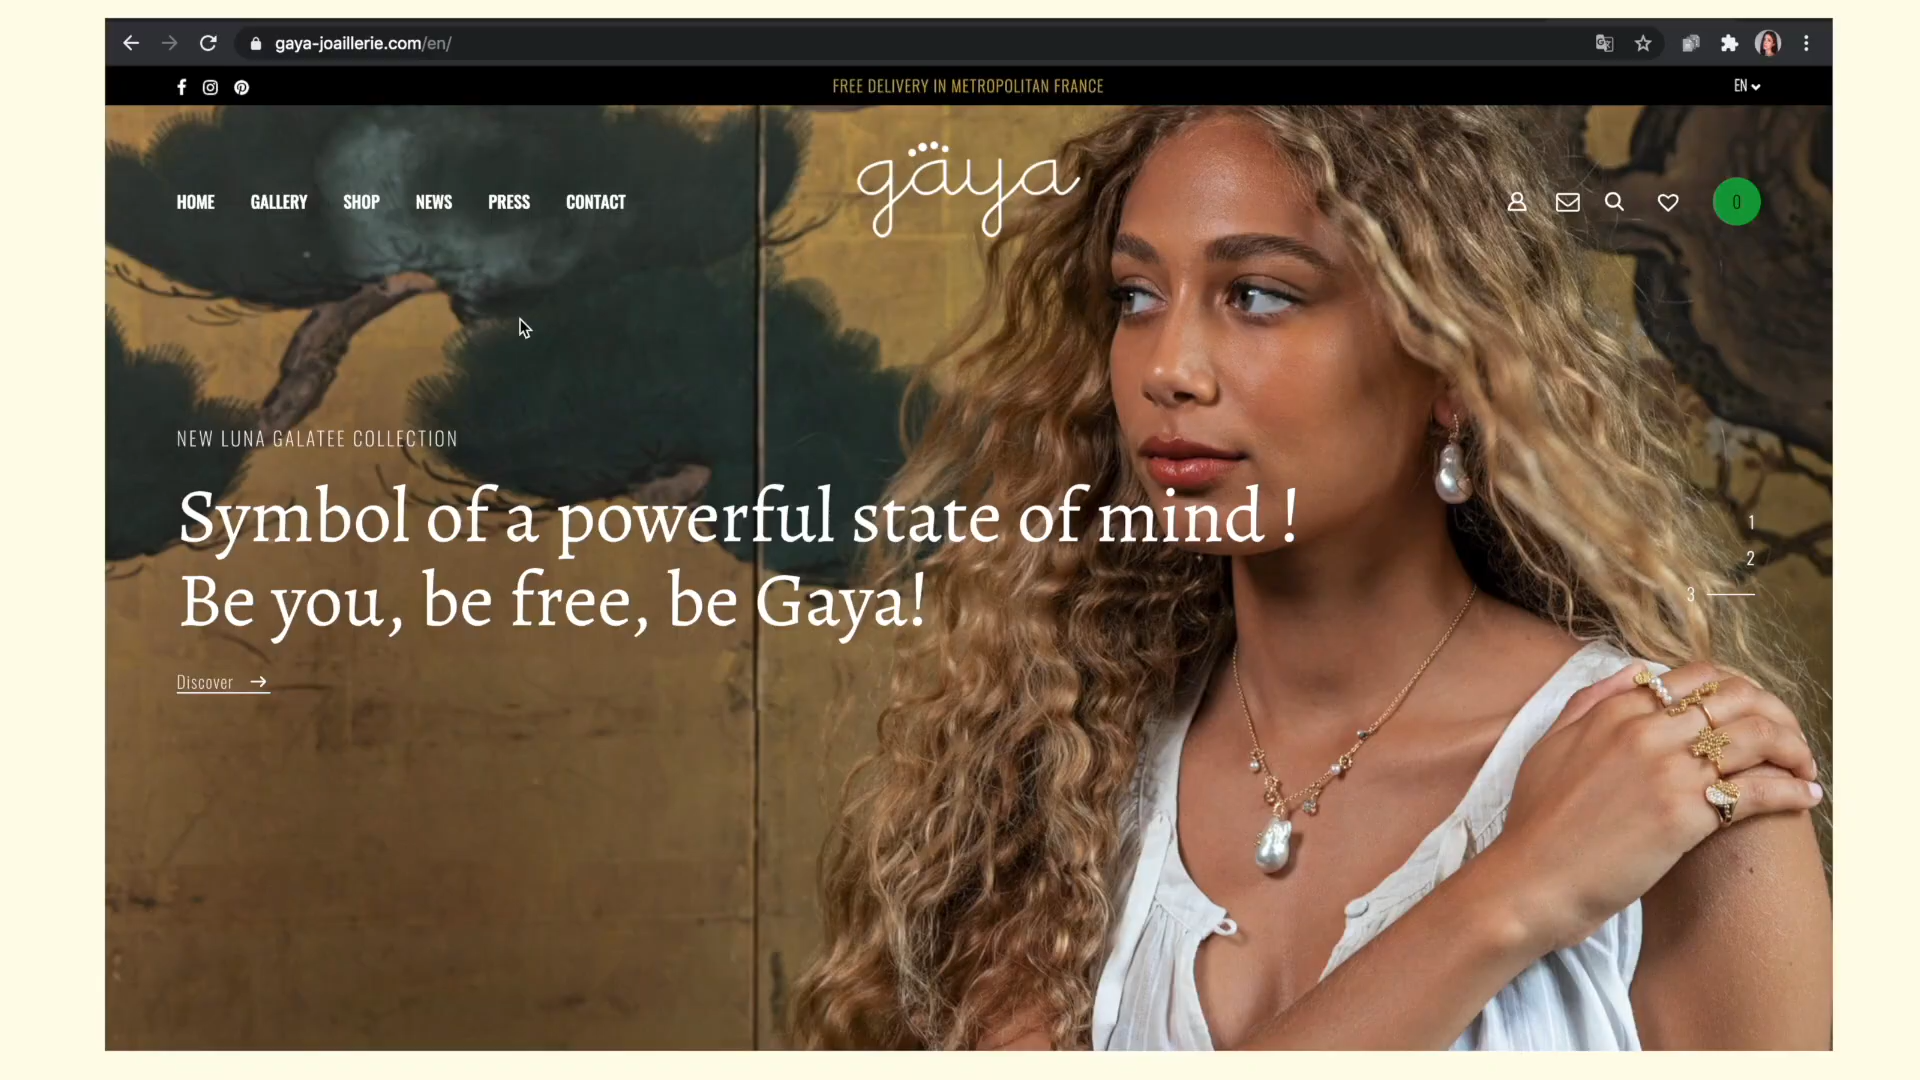 gaya-joaillerie.com/en/
FREE DELIVERY IN METROPOLITAN FRANCE
EN
gäya
HOME GALLERY SHOP NEWS PRESS CONTACT
0
NEW LUNA GALATEE COLLECTION
Symbol of a powerful state of mind !
Be you, be free, be Gaya!
1
2
3
Discover